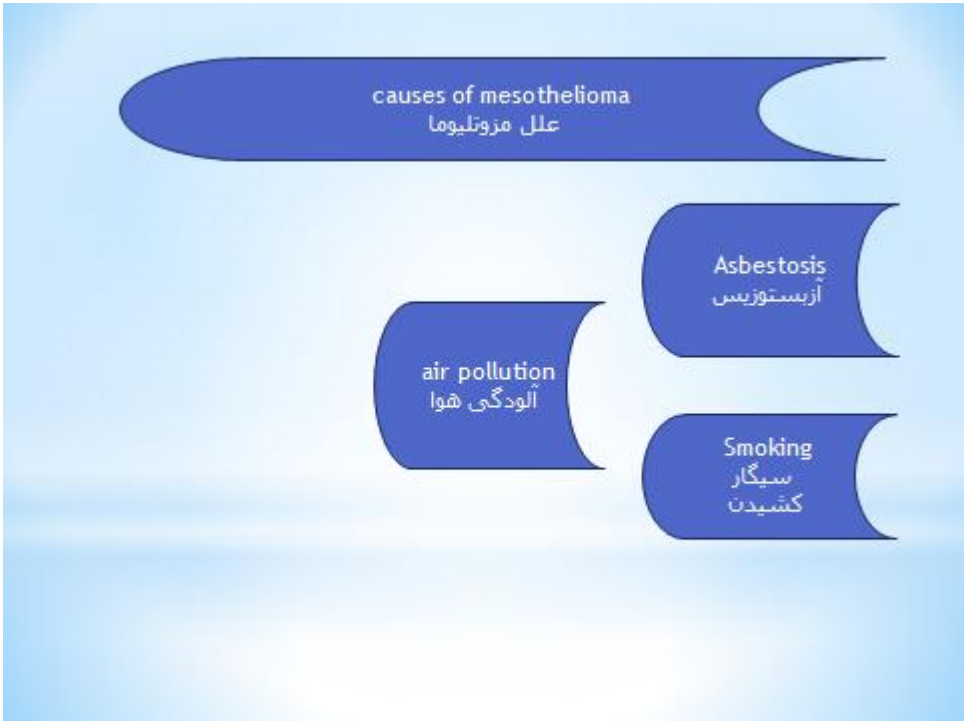 causes of mesothelioma
علل مزوتلیوما
Asbestosis
آزبستوزیس
air pollution
آلودگی هوا
Smoking
سیگار
کشیدن